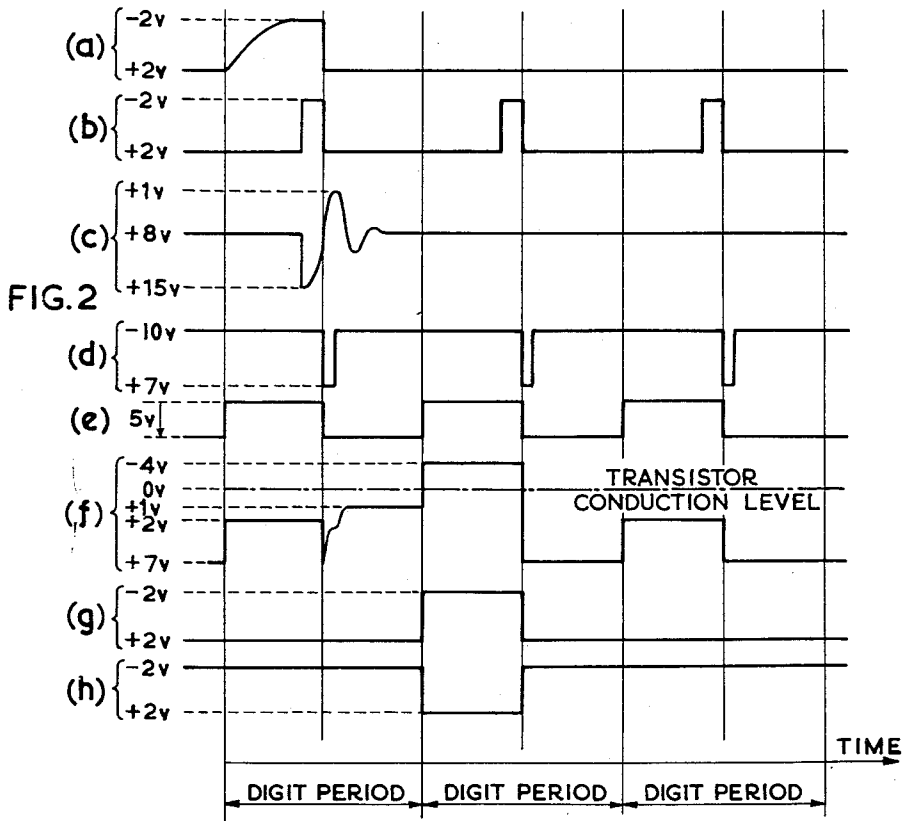 (a)
-2v
+2v
(b)
-2v
+2v
(c)
+1v
+8v
+15v
FIG.2
(d)
-10v
+7v
(e)
5v
(f)
-4v
0v
+1v
+2v
+7v
TRANSISTOR
CONDUCTION LEVEL
(g)
-2v
+2v
(h)
-2v
+2v
TIME
DIGIT PERIOD
DIGIT PERIOD
DIGIT PERIOD